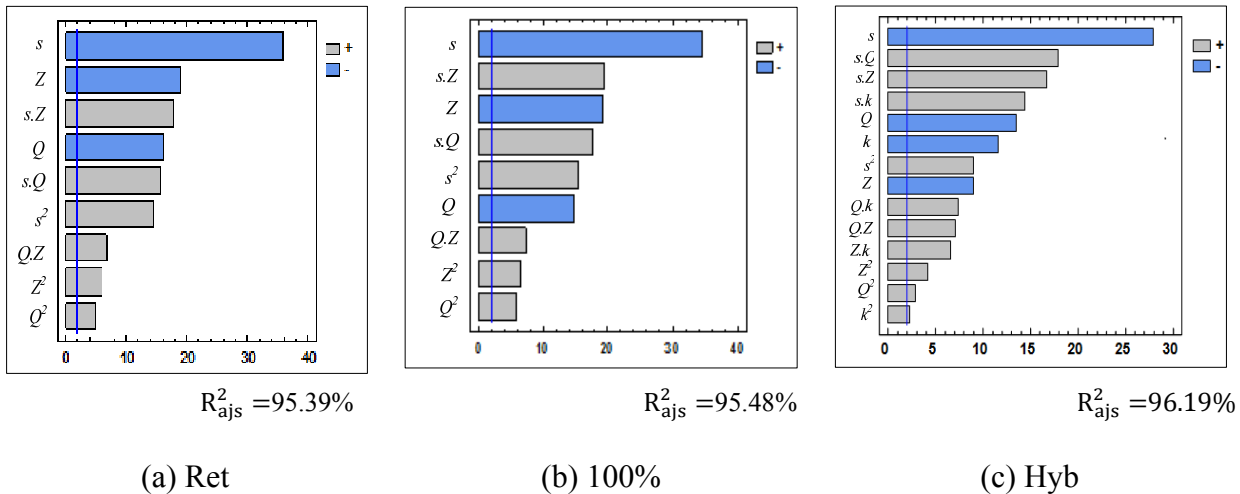 s
Z
s.Z
Q
s.Q
s²
Q.Z
Z²
Q²
0 10 20 30 40
+
-
R²ajs =95.39%
(a) Ret
s
s.Z
Z
s.Q
s²
Q
Q.Z
Z²
Q²
0 10 20 30 40
+
-
R²ajs =95.48%
(b) 100%
s
s.Q
s.Z
s.k
Q
k
s²
Z
Q.k
Q.Z
Z.k
Z²
Q²
k²
0 5 10 15 20 25 30
+
-
R²ajs =96.19%
(c) Hyb